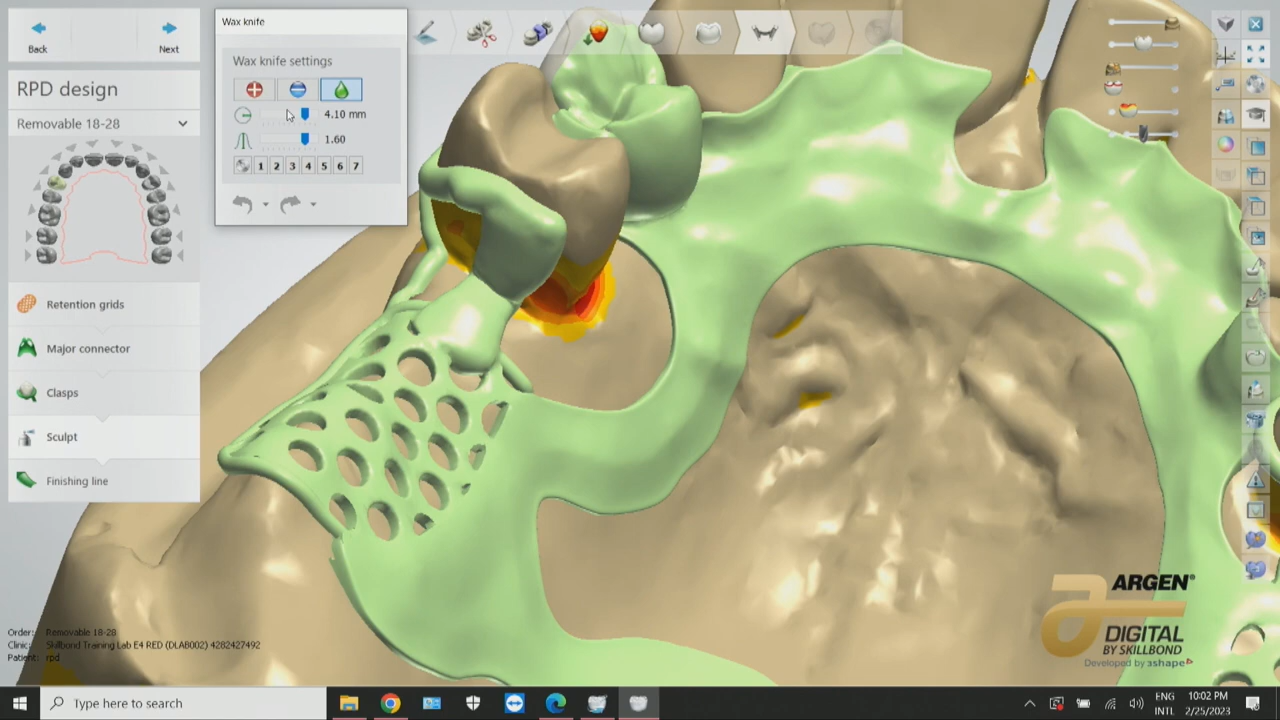 Back
Next
RPD design
Removable 18-28
Retention grids
Major connector
Clasps
Sculpt
Finishing line
Wax knife
Wax knife settings
4.10 mm
1.60
1 2 3 4 5 6 7
Order: Removable 18-28
Clinic: Skillbond Training Lab E4 RED (DLAB002) 4282427492
Patient: rpd
ARGEN®
DIGITAL
BY SKILLBOND
Developed by 3shape
Type here to search
ENG
INTL
10:02 PM
2/25/2023